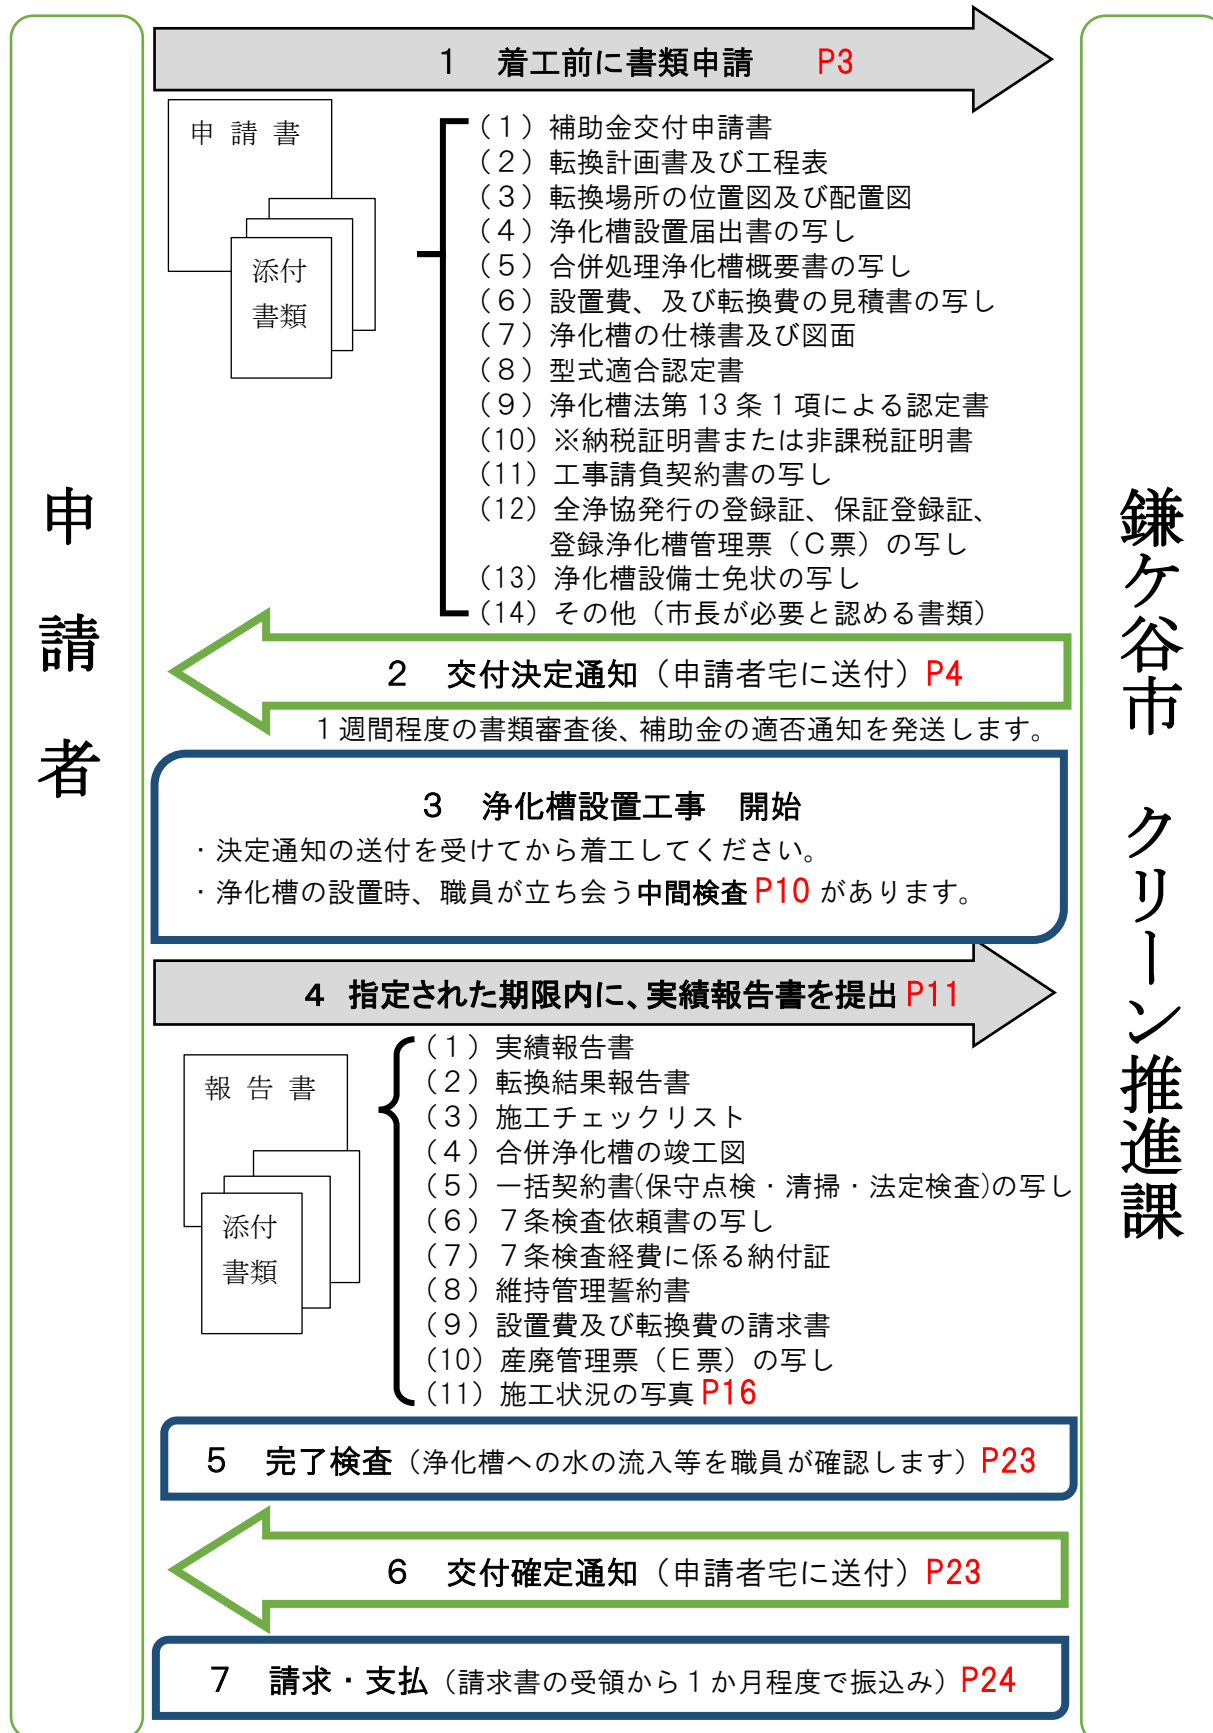 申請者
1 着工前に書類申請 P3
申請書
添付
書類
（１）補助金交付申請書
（２）転換計画書及び工程表
（３）転換場所の位置図及び配置図
（４）浄化槽設置届出書の写し
（５）合併処理浄化槽概要書の写し
（６）設置費、及び転換費の見積書の写し
（７）浄化槽の仕様書及び図面
（８）型式適合認定書
（９）浄化槽法第 13 条 1 項による認定書
（10）※納税証明書または非課税証明書
（11）工事請負契約書の写し
（12）全浄協発行の登録証、保証登録証、
登録浄化槽管理票（Ｃ票）の写し
（13）浄化槽設備士免状の写し
（14）その他（市長が必要と認める書類）
2 交付決定通知（申請者宅に送付）P4
１週間程度の書類審査後、補助金の適否通知を発送します。
3 浄化槽設置工事 開始
・決定通知の送付を受けてから着工してください。
・浄化槽の設置時、職員が立ち会う中間検査 P10 があります。
4 指定された期限内に、実績報告書を提出 P11
報告書
添付
書類
（１）実績報告書
（２）転換結果報告書
（３）施工チェックリスト
（４）合併浄化槽の竣工図
（５）一括契約書(保守点検・清掃・法定検査)の写し
（６）７条検査依頼書の写し
（７）７条検査経費に係る納付証
（８）維持管理誓約書
（９）設置費及び転換費の請求書
（10）産廃管理票（Ｅ票）の写し
（11）施工状況の写真 P16
5 完了検査（浄化槽への水の流入等を職員が確認します）P23
6 交付確定通知（申請者宅に送付）P23
7 請求・支払（請求書の受領から１か月程度で振込み）P24
鎌ケ谷市 クリーン推進課